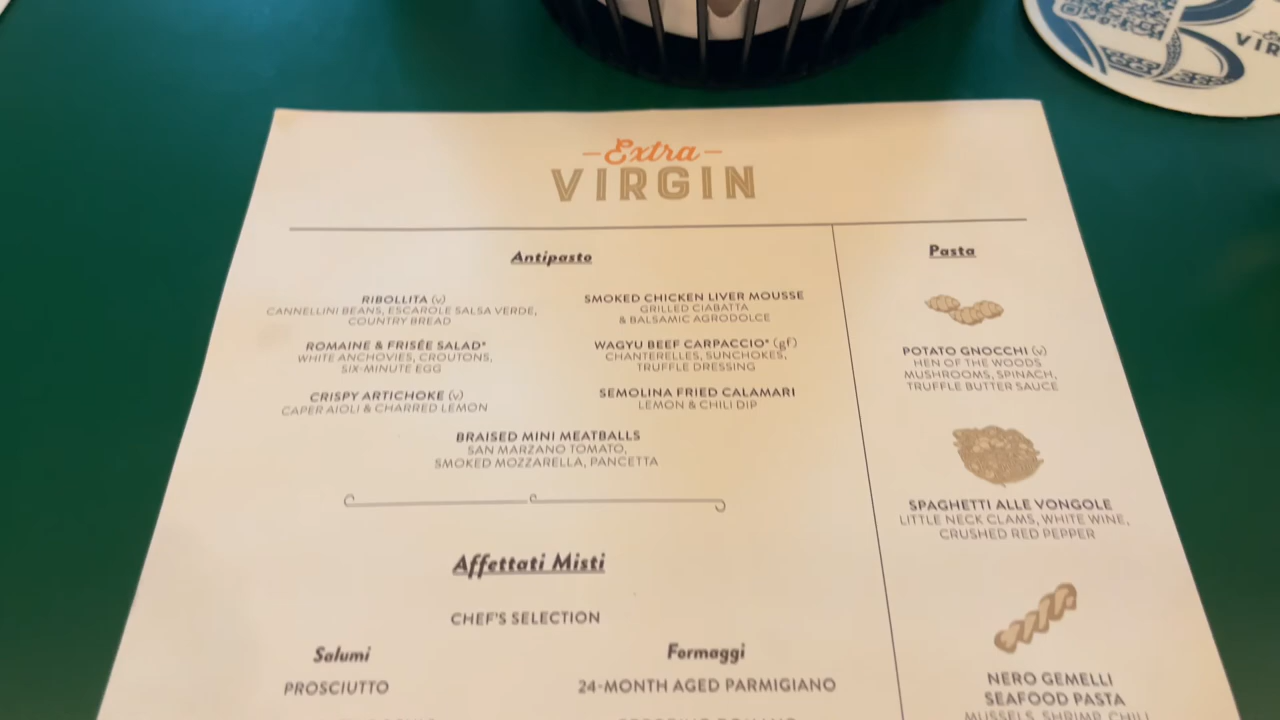 VIR
Extra
VIRGIN
Antipasto
RIBOLLITA (v)
CANNELLINI BEANS, ESCAROLE SALSA VERDE,
COUNTRY BREAD
ROMAINE & FRISÉE SALAD*
WHITE ANCHOVIES, CROUTONS,
SIX-MINUTE EGG
CRISPY ARTICHOKE (v)
CAPER AIOLI & CHARRED LEMON
SMOKED CHICKEN LIVER MOUSSE
GRILLED CIABATTA
& BALSAMIC AGRODOLCE
WAGYU BEEF CARPACCIO* (gf)
CHANTERELLES, SUNCHOKES,
TRUFFLE DRESSING
SEMOLINA FRIED CALAMARI
LEMON & CHILI DIP
BRAISED MINI MEATBALLS
SAN MARZANO TOMATO,
SMOKED MOZZARELLA, PANCETTA
Affettati Misti
CHEF'S SELECTION
Salumi
PROSCIUTTO
Formaggi
24-MONTH AGED PARMIGIANO
Pasta
POTATO GNOCCHI (v)
HEN OF THE WOODS
MUSHROOMS, SPINACH,
TRUFFLE BUTTER SAUCE
SPAGHETTI ALLE VONGOLE
LITTLE NECK CLAMS, WHITE WINE,
CRUSHED RED PEPPER
NERO GEMELLI
SEAFOOD PASTA
MUSSELS, SHRIMP, CHILI